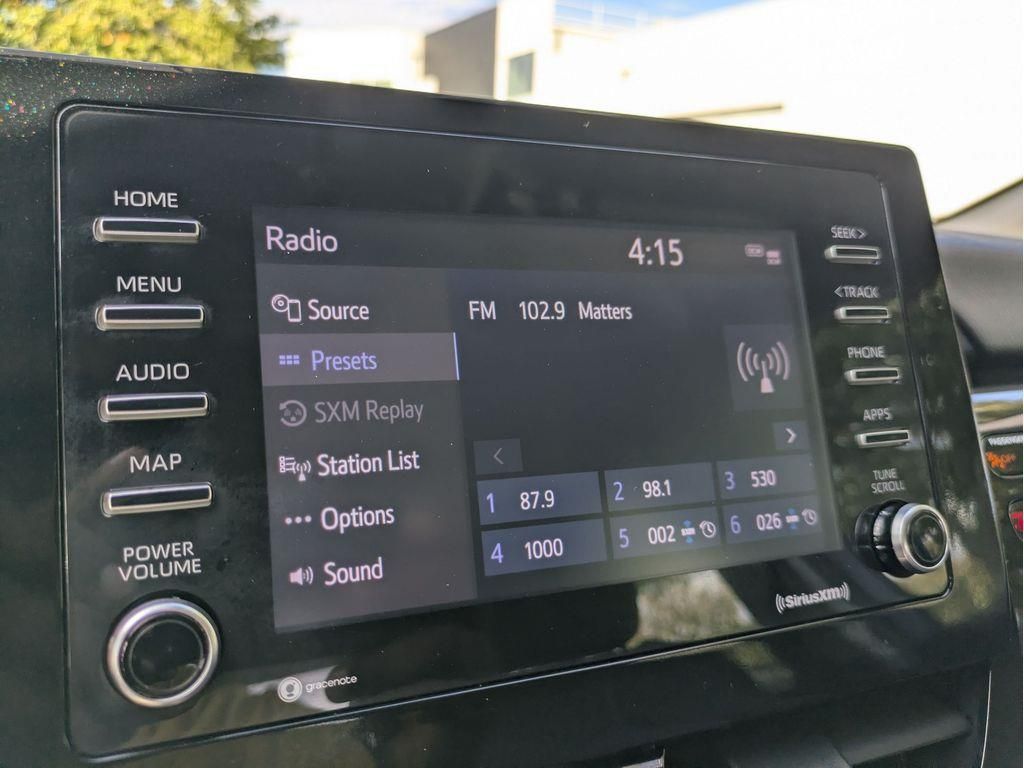 HOME
MENU
AUDIO
MAP
POWER
VOLUME
Radio
4:15
Source
Presets
SXM Replay
Station List
Options
Sound
FM 102.9 Matters
1 87.9
2 98.1
3 530
4 1000
5 002
6 026
SEEK >
< TRACK
PHONE
APPS
TUNE
SCROLL
SiriusXM
gracenote